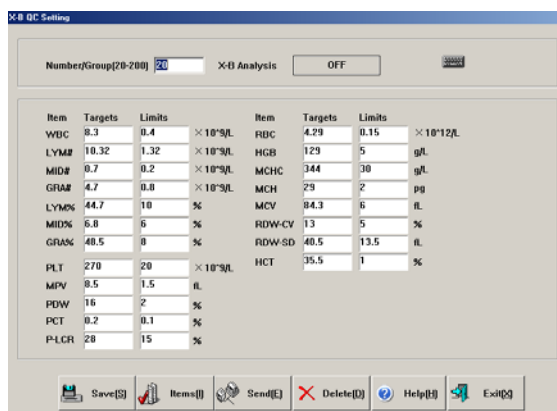 X-B QC Setting
Number/Group(20-200) 20 X-B Analysis OFF
Item Targets Limits Item Targets Limits
WBC 8.3 0.4 ×10^9/L RBC 4.29 0.15 ×10^12/L
LYM# 10.32 1.32 ×10^9/L HGB 129 5 g/L
MID# 0.7 0.2 ×10^9/L MCHC 344 30 g/L
GRA# 4.7 0.8 ×10^9/L MCH 29 2 pg
LYM% 44.7 10 % MCV 84.3 6 fL
MID% 6.8 6 % RDW-CV 13 5 %
GRA% 48.5 8 % RDW-SD 40.5 13.5 fL
PLT 270 20 ×10^9/L HCT 35.5 1 %
MPV 8.5 1.5 fL
PDW 16 2 %
PCT 0.2 0.1 %
P-LCR 28 15 %
Save(S) Items(I) Send(E) Delete(D) Help(H) Exit(X)